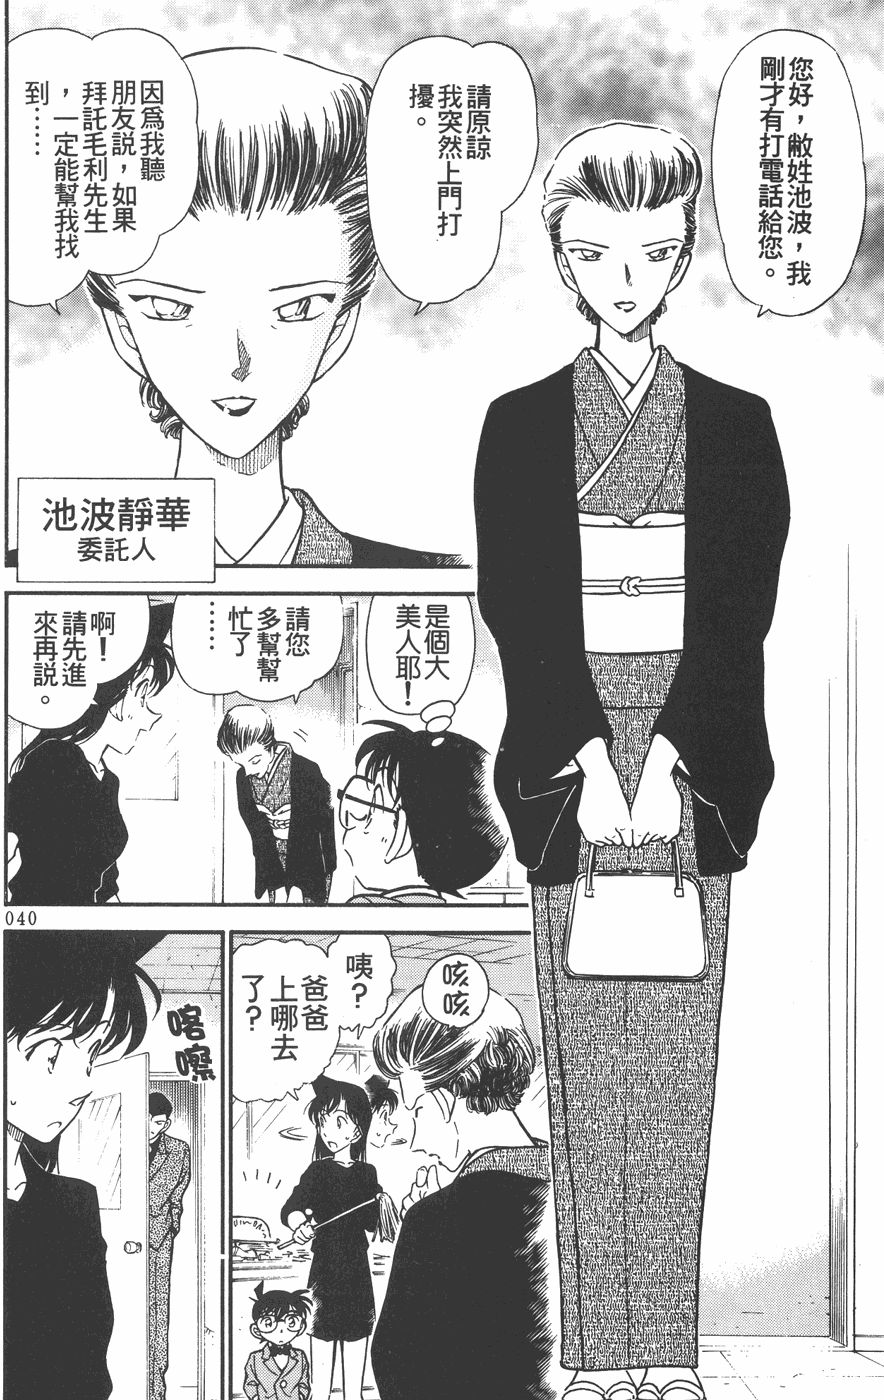 您好，敝姓池波，我
剛才有打電話給您。
請原諒
我突然上門打
擾。
因爲我聽
朋友説，如果
拜託毛利先生
，一定能幫我找
到……
池波靜華
委託人
是個大
美人耶！
請您
多幫幫
忙了
……
啊！
請先進
來再說。
040
咳
咳
咦？
爸爸
上哪去
了？
喀
嚓